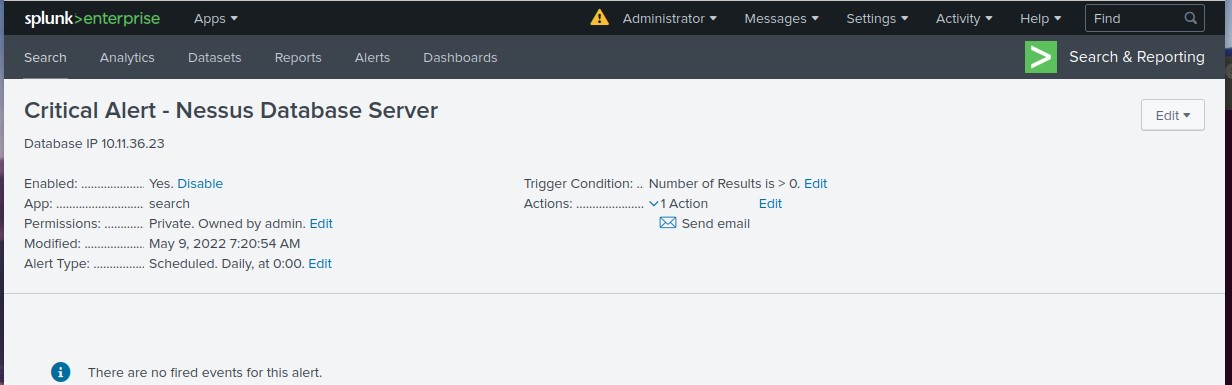 splunk>enterprise Apps Administrator Messages Settings Activity Help Find
Search Analytics Datasets Reports Alerts Dashboards > Search & Reporting
Critical Alert - Nessus Database Server Edit
Database IP 10.11.36.23
Enabled: ................... Yes. Disable Trigger Condition: .. Number of Results is > 0. Edit
App: .......................... search Actions: .................... 1 Action Edit
Permissions: ............ Private. Owned by admin. Edit Send email
Modified: .................. May 9, 2022 7:20:54 AM
Alert Type: ............... Scheduled. Daily, at 0:00. Edit
i There are no fired events for this alert.